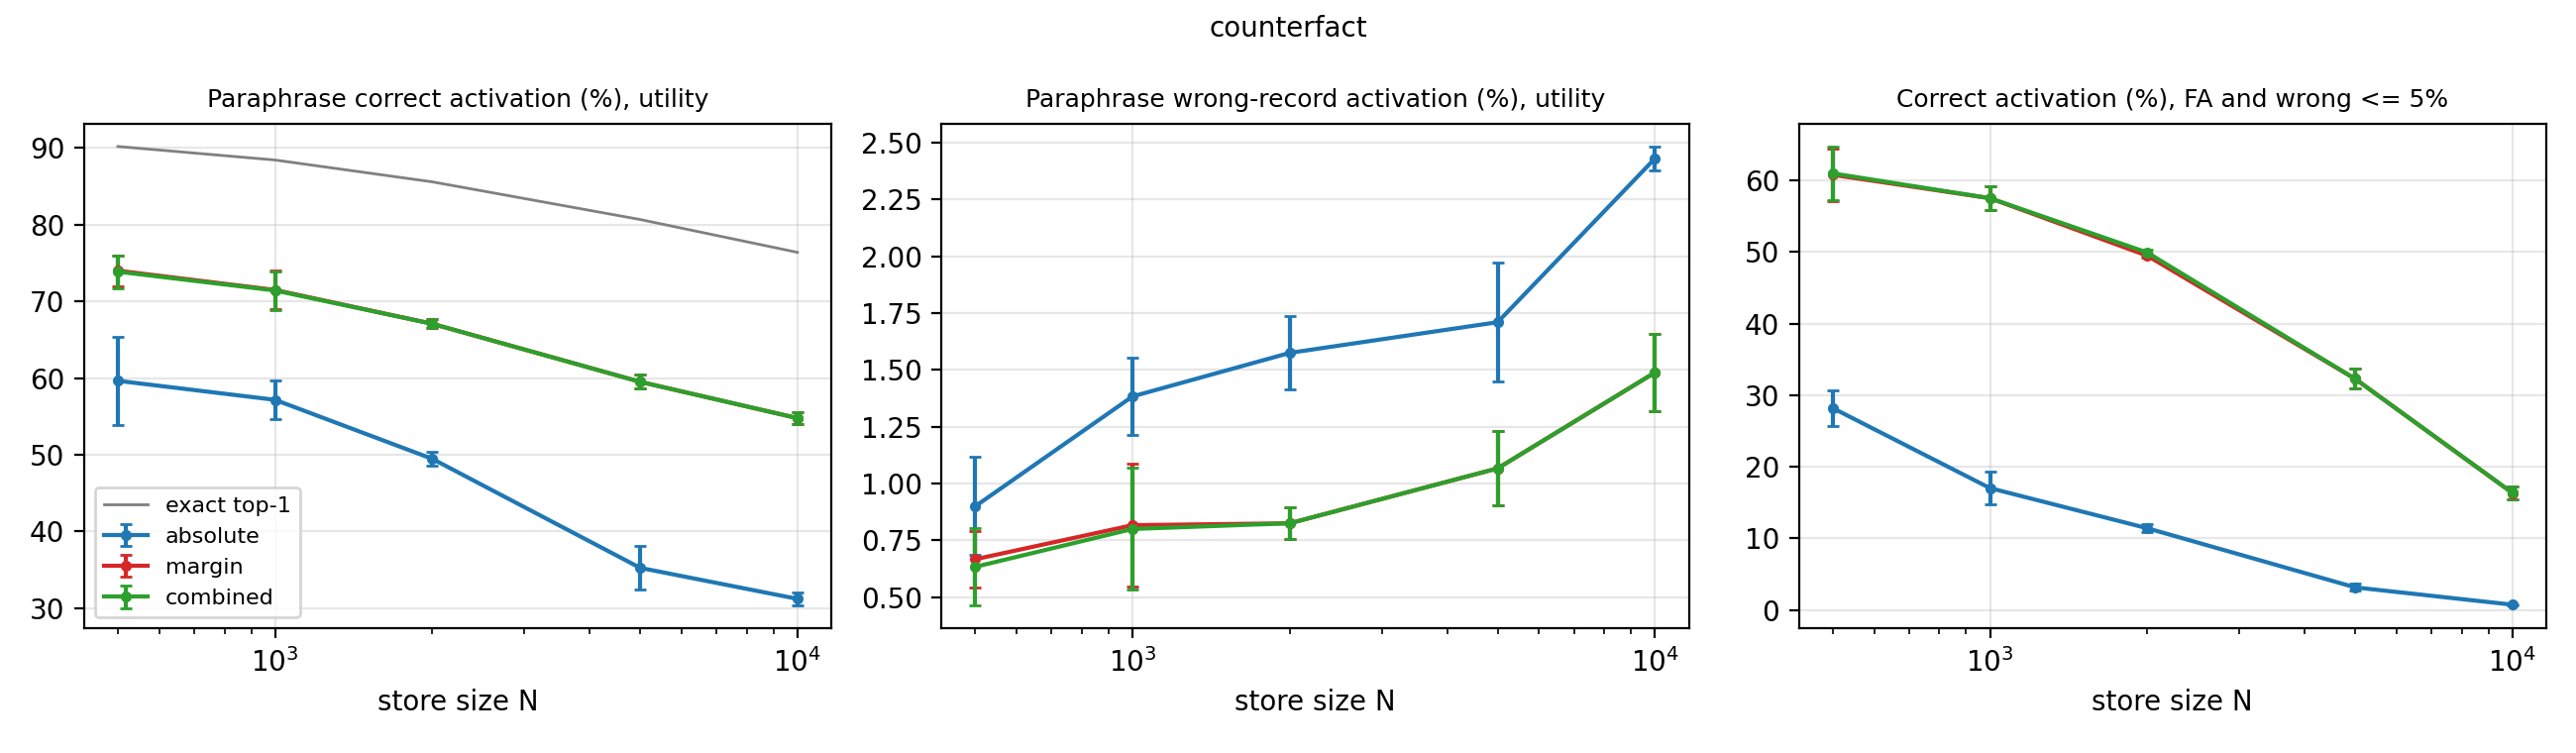 counterfact
Paraphrase correct activation (%), utility
90
80
70
60
50
40
30
exact top-1
absolute
margin
combined
10³
10⁴
store size N
Paraphrase wrong-record activation (%), utility
2.50
2.25
2.00
1.75
1.50
1.25
1.00
0.75
0.50
10³
10⁴
store size N
Correct activation (%), FA and wrong <= 5%
60
50
40
30
20
10
0
10³
10⁴
store size N